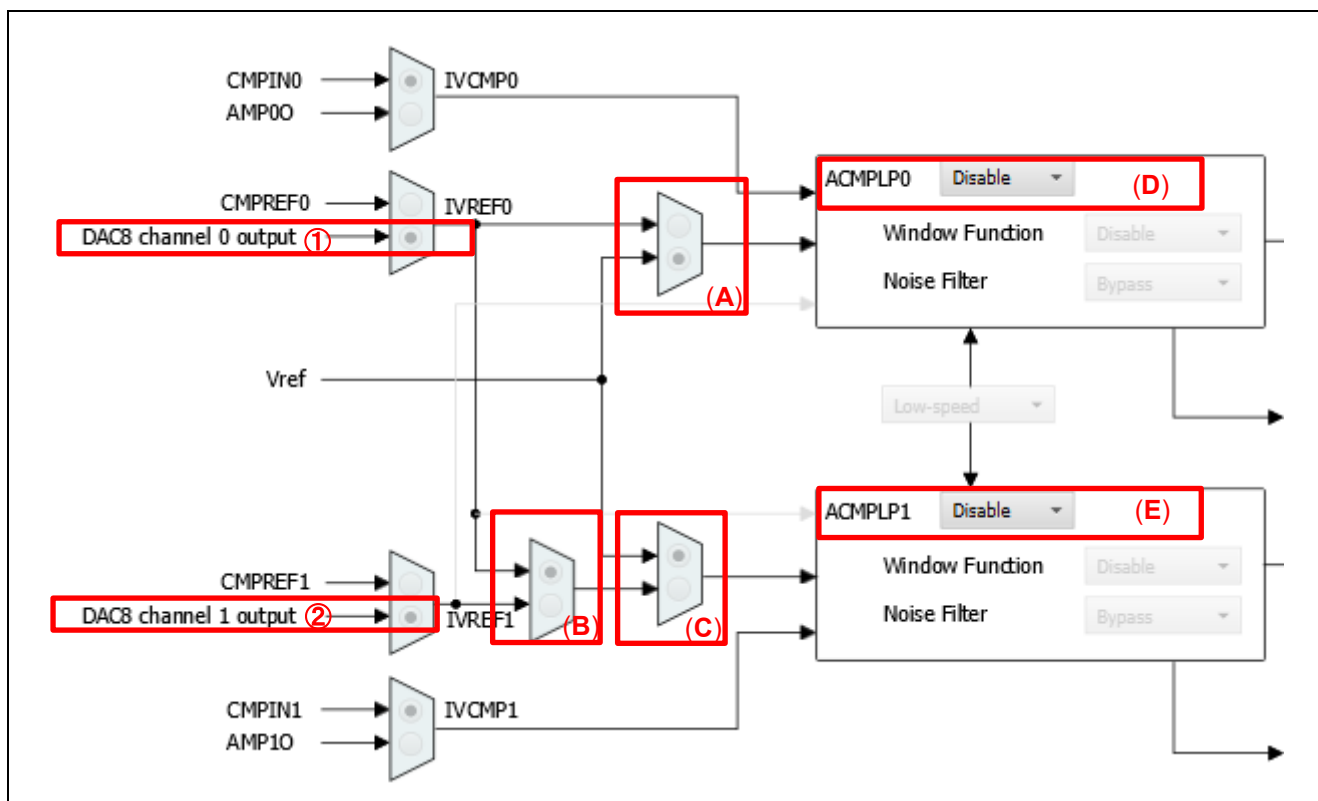 CMPIN0
IVCMP0
AMP0O
CMPREF0
IVREF0
DAC8 channel 0 output ①
(A)
ACMPLP0 Disable (D)
Window Function Disable
Noise Filter Bypass
Vref
Low-speed
ACMPLP1 Disable (E)
Window Function Disable
Noise Filter Bypass
CMPREF1
DAC8 channel 1 output ②
IVREF1
(B)
(C)
CMPIN1
IVCMP1
AMP1O